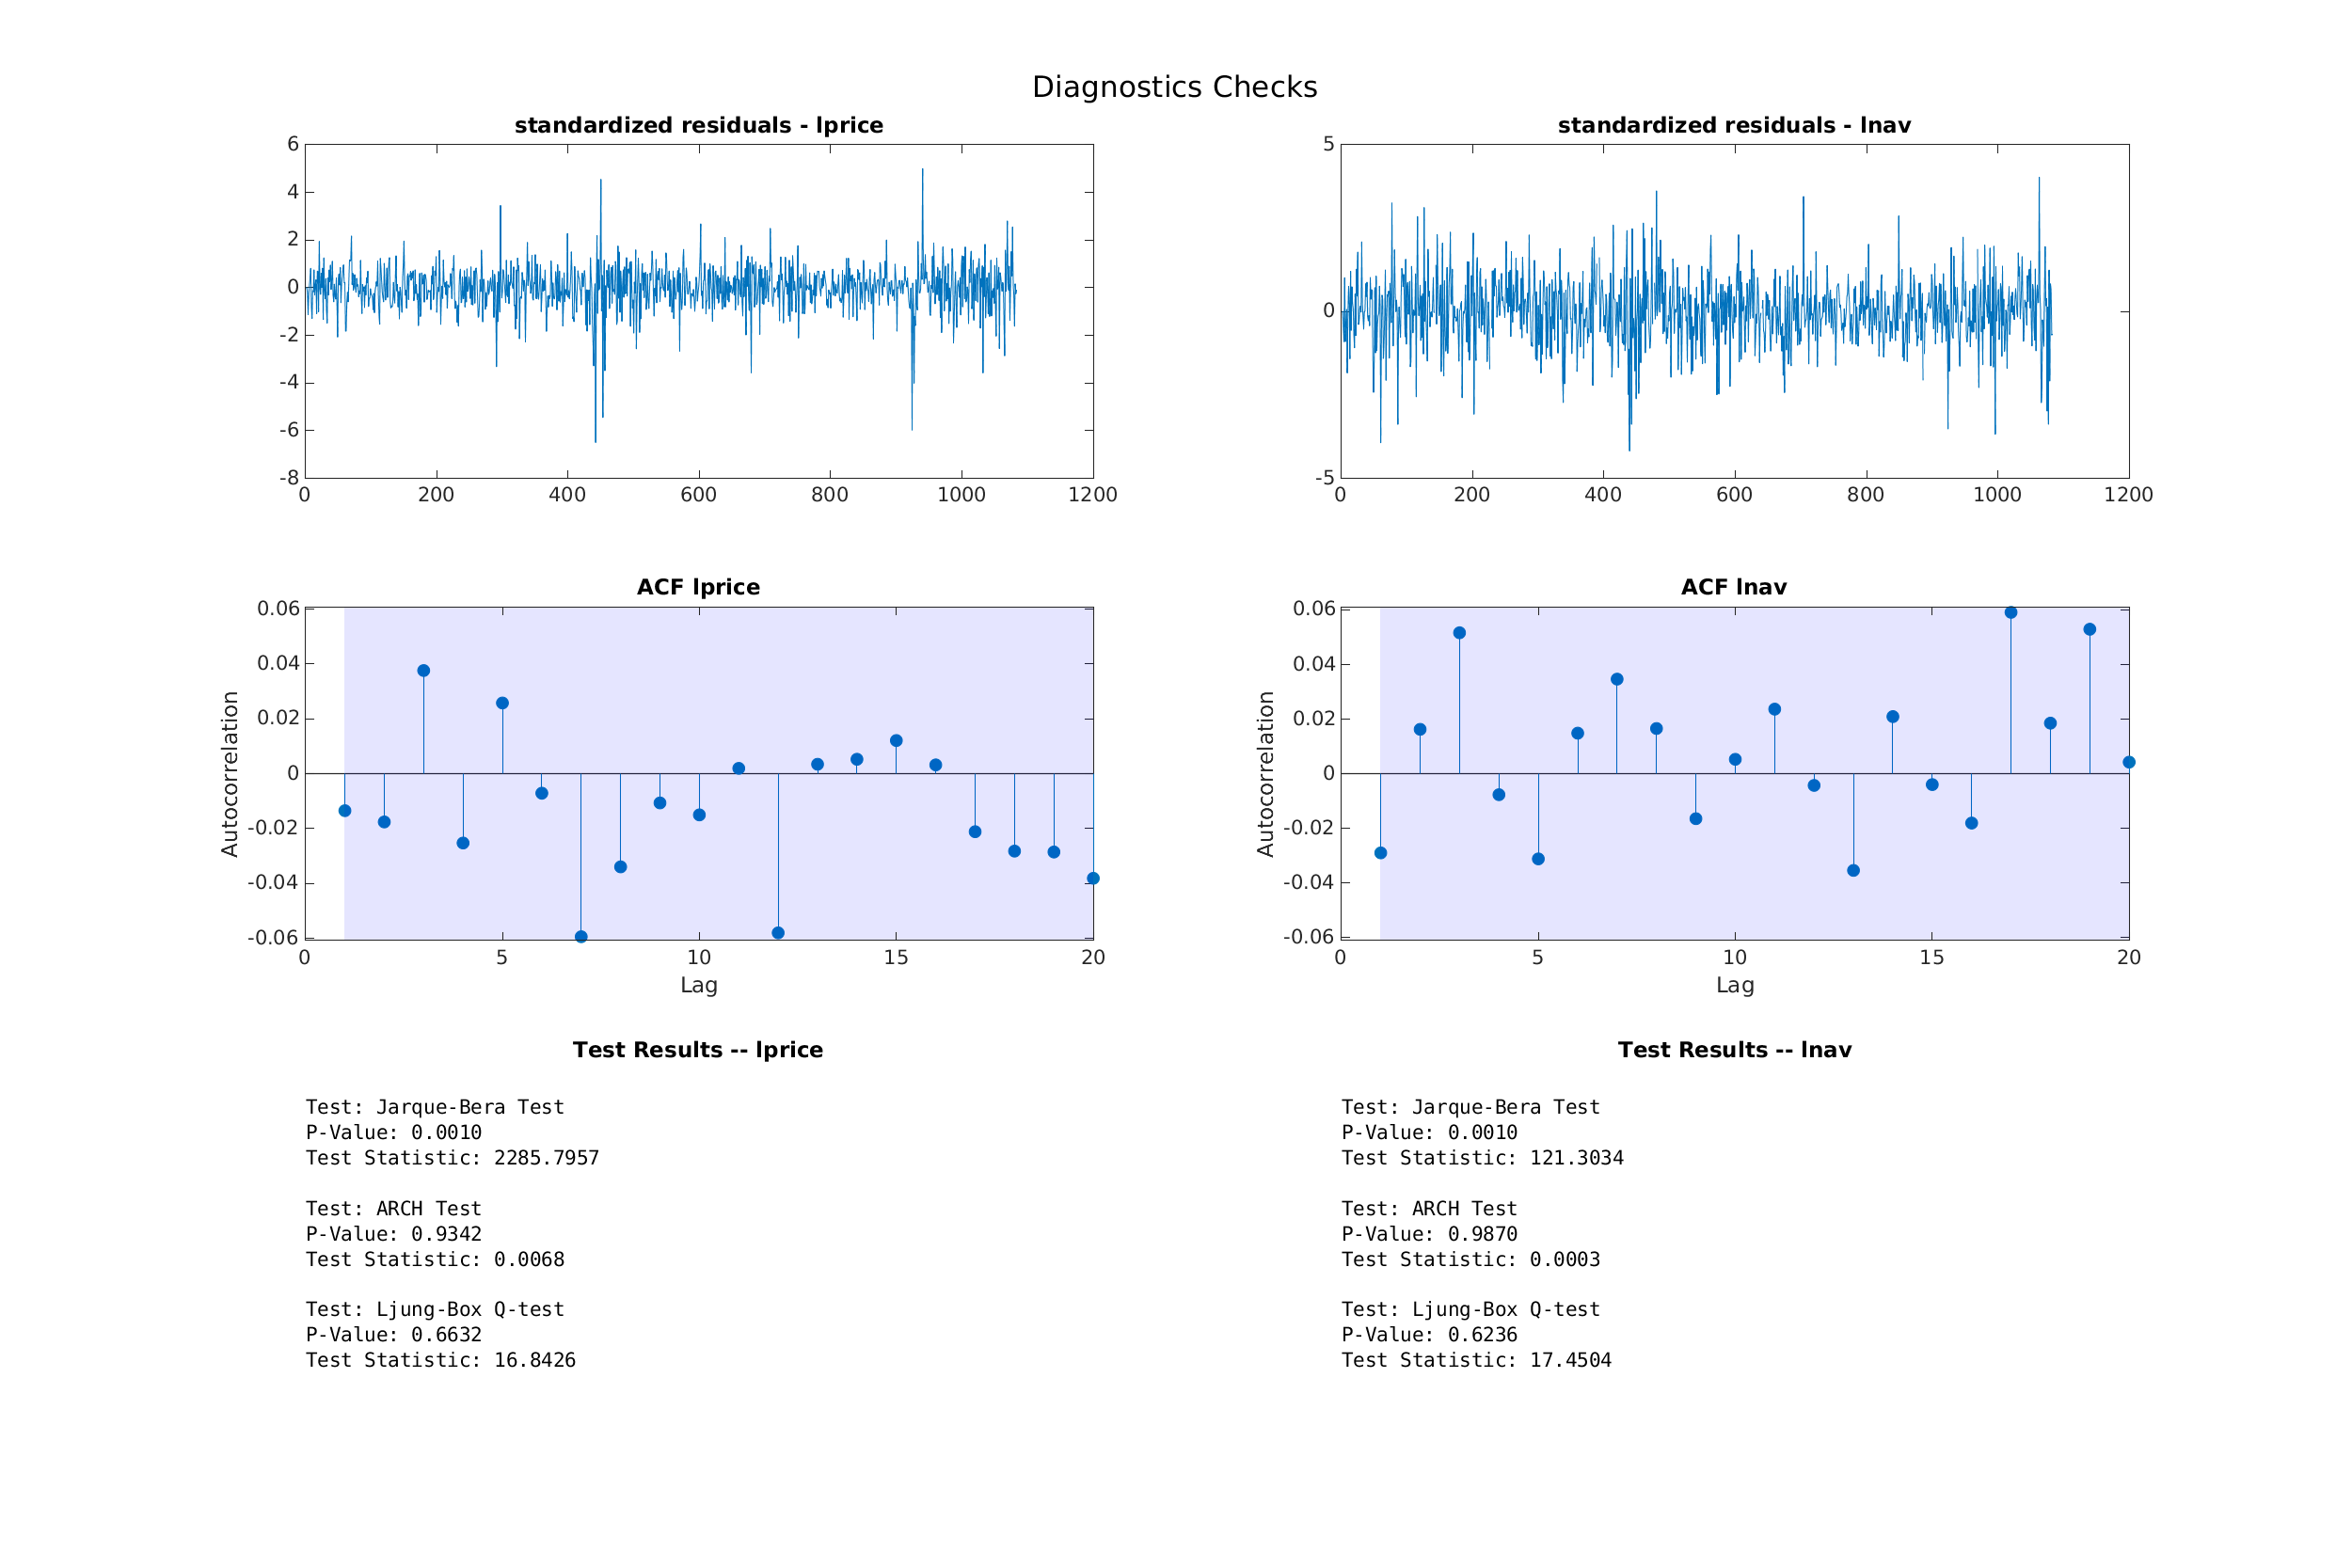 Diagnostics Checks
standardized residuals - lprice
6
4
2
0
-2
-4
-6
-8
0 200 400 600 800 1000 1200
standardized residuals - lnav
5
0
-5
0 200 400 600 800 1000 1200
ACF lprice
0.06
0.04
0.02
0
-0.02
-0.04
-0.06
Autocorrelation
0 5 10 15 20
Lag
ACF lnav
0.06
0.04
0.02
0
-0.02
-0.04
-0.06
Autocorrelation
0 5 10 15 20
Lag
Test Results -- lprice
Test: Jarque-Bera Test
P-Value: 0.0010
Test Statistic: 2285.7957
Test: ARCH Test
P-Value: 0.9342
Test Statistic: 0.0068
Test: Ljung-Box Q-test
P-Value: 0.6632
Test Statistic: 16.8426
Test Results -- lnav
Test: Jarque-Bera Test
P-Value: 0.0010
Test Statistic: 121.3034
Test: ARCH Test
P-Value: 0.9870
Test Statistic: 0.0003
Test: Ljung-Box Q-test
P-Value: 0.6236
Test Statistic: 17.4504